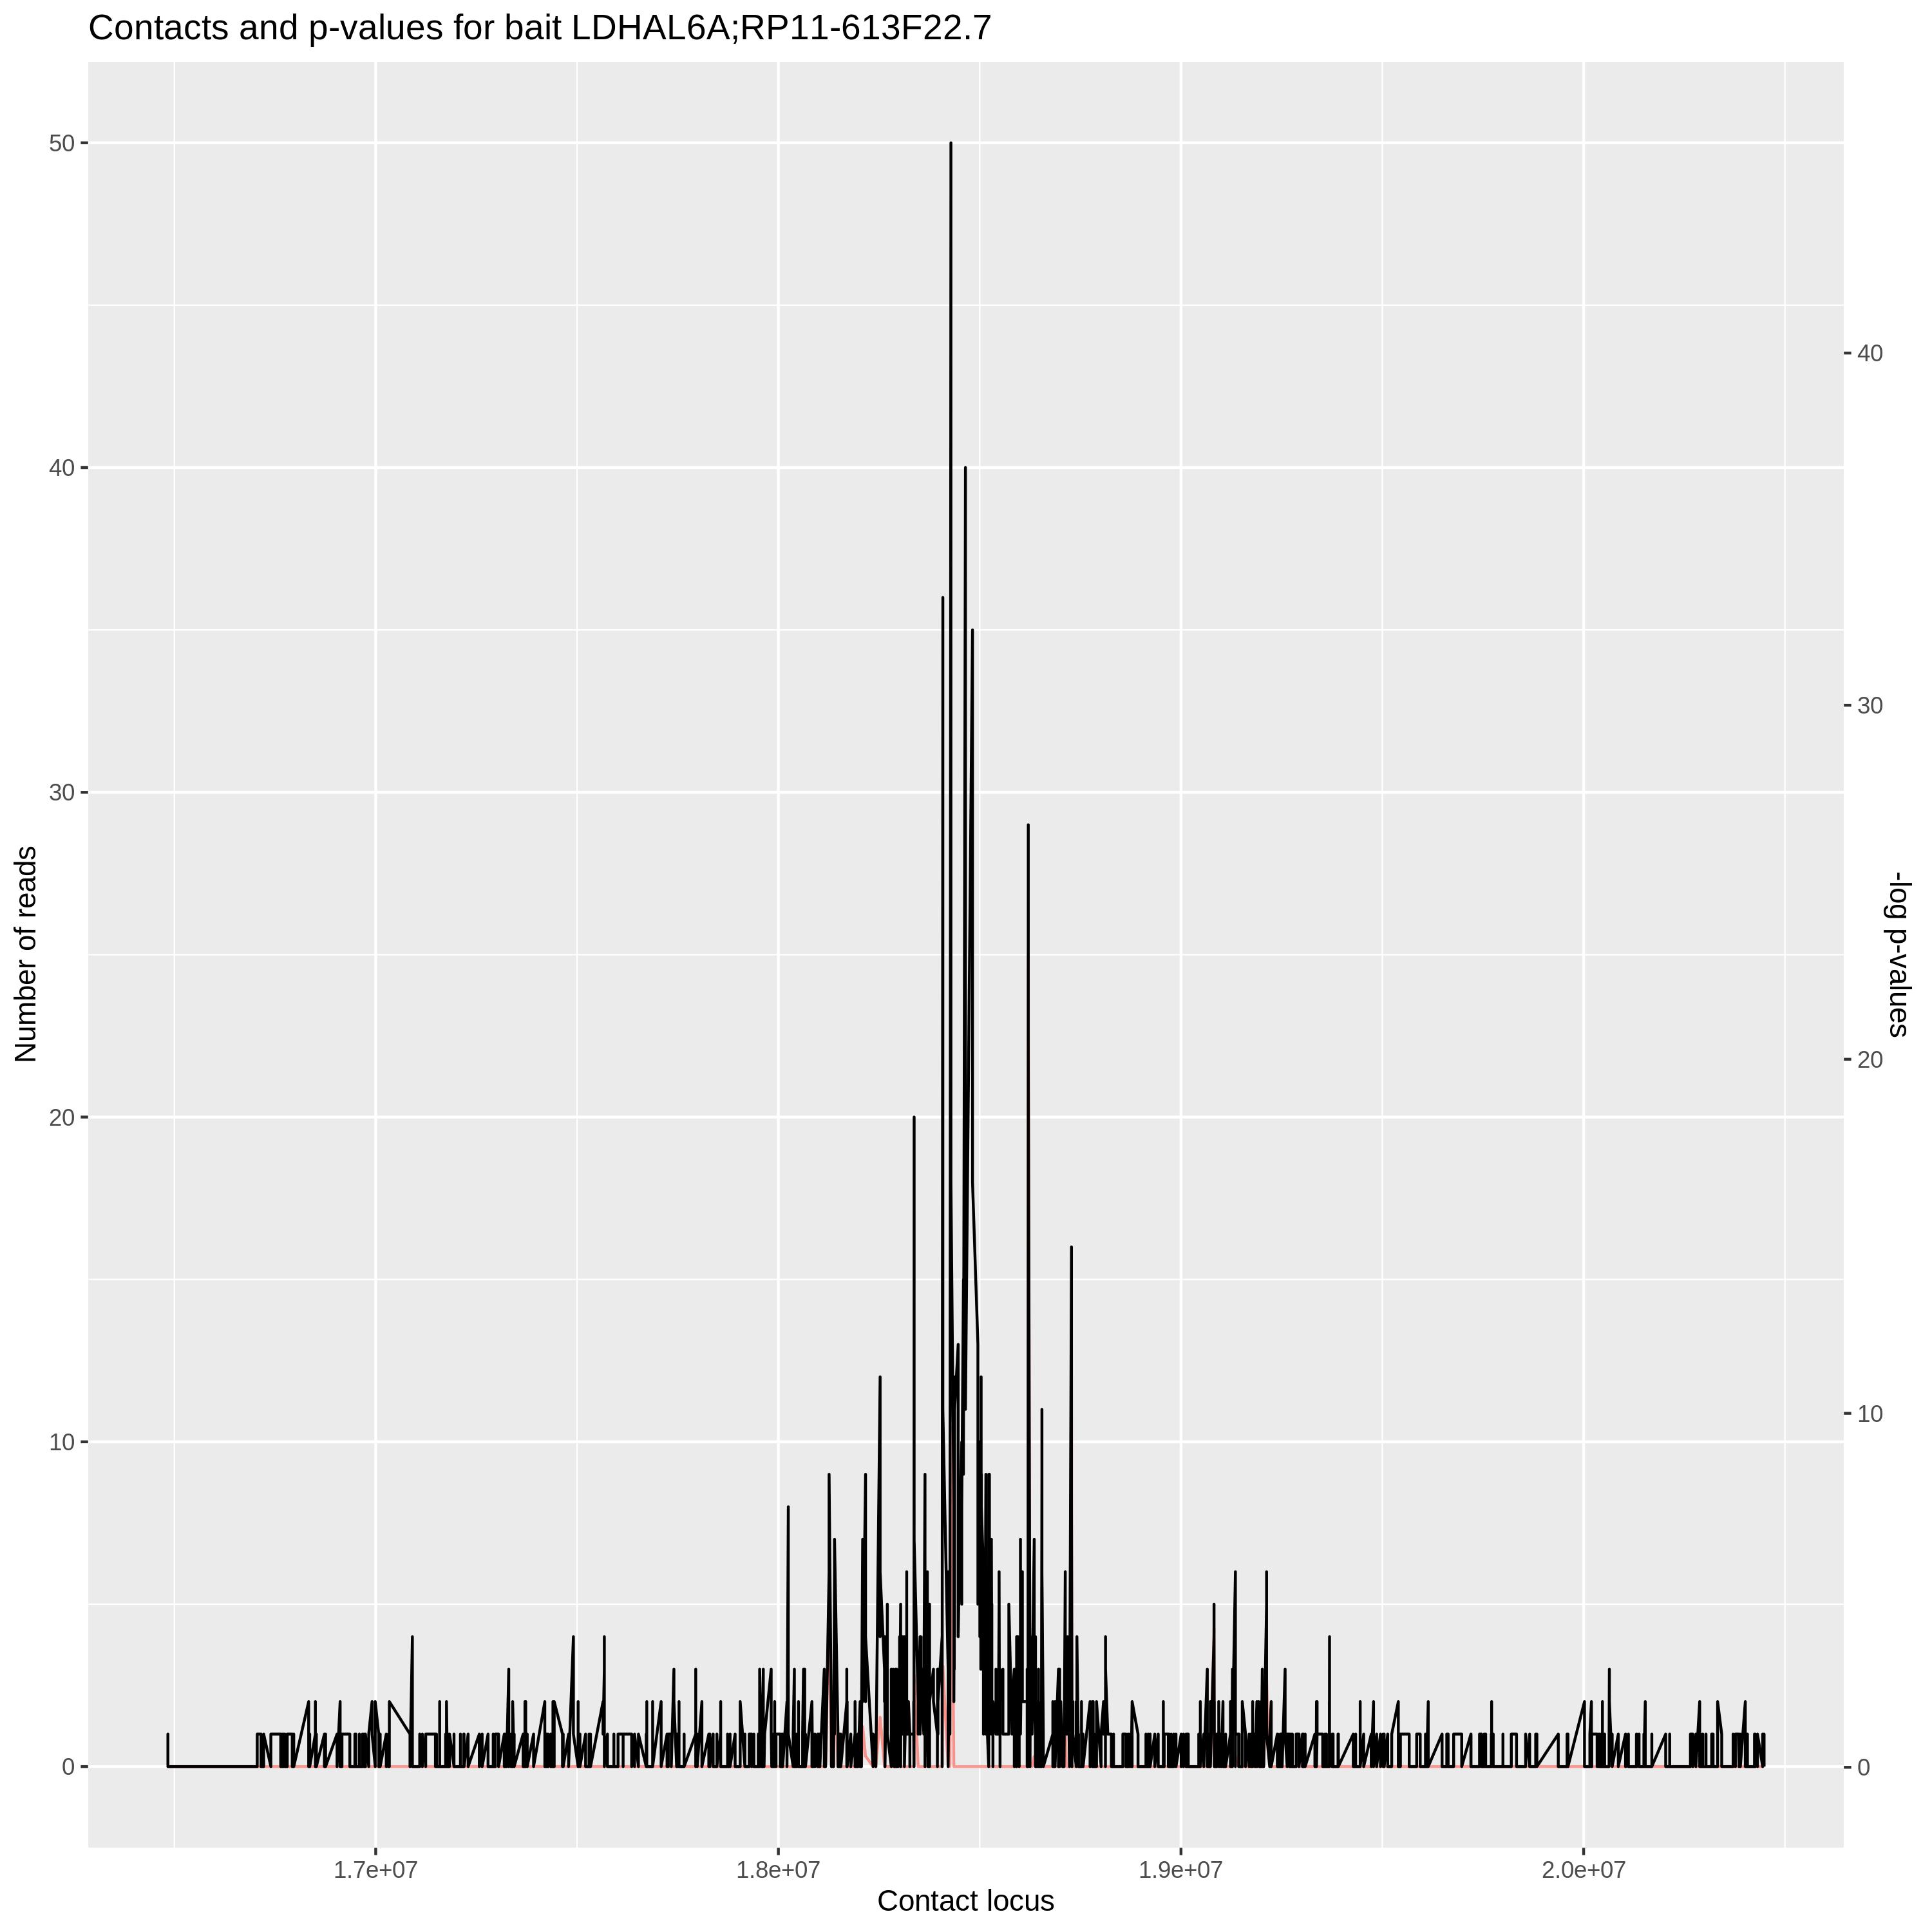 Contacts and p-values for bait LDHAL6A;RP11-613F22.7
50
40
30
20
10
0
Number of reads
40
30
20
10
0
-log p-values
1.7e+07 1.8e+07 1.9e+07 2.0e+07
Contact locus